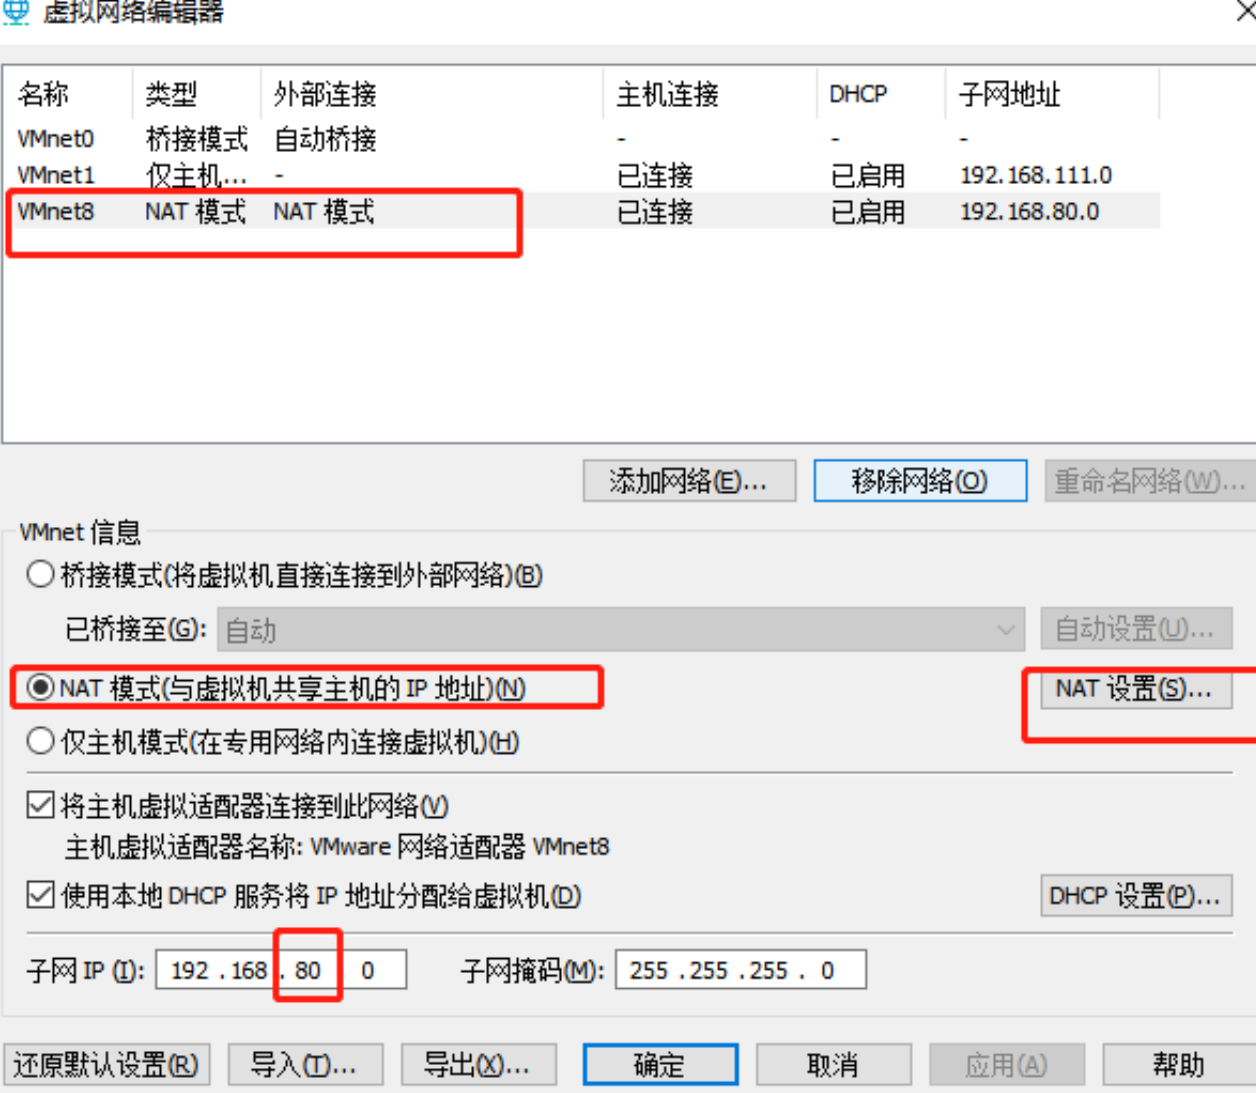 虚拟网络编辑器
名称 类型 外部连接 主机连接 DHCP 子网地址
VMnet0 桥接模式 自动桥接 - - -
VMnet1 仅主机... - 已连接 已启用 192.168.111.0
VMnet8 NAT 模式 NAT 模式 已连接 已启用 192.168.80.0
添加网络(E)... 移除网络(O) 重命名网络(W)...
VMnet 信息
桥接模式(将虚拟机直接连接到外部网络)(B)
已桥接至(G): 自动 自动设置(U)...
NAT 模式(与虚拟机共享主机的 IP 地址)(N) NAT 设置(S)...
仅主机模式(在专用网络内连接虚拟机)(H)
将主机虚拟适配器连接到此网络(V)
主机虚拟适配器名称: VMware 网络适配器 VMnet8
使用本地 DHCP 服务将 IP 地址分配给虚拟机(D) DHCP 设置(P)...
子网 IP (I): 192 . 168 . 80 . 0 子网掩码(M): 255 . 255 . 255 . 0
还原默认设置(R) 导入(T)... 导出(X)... 确定 取消 应用(A) 帮助